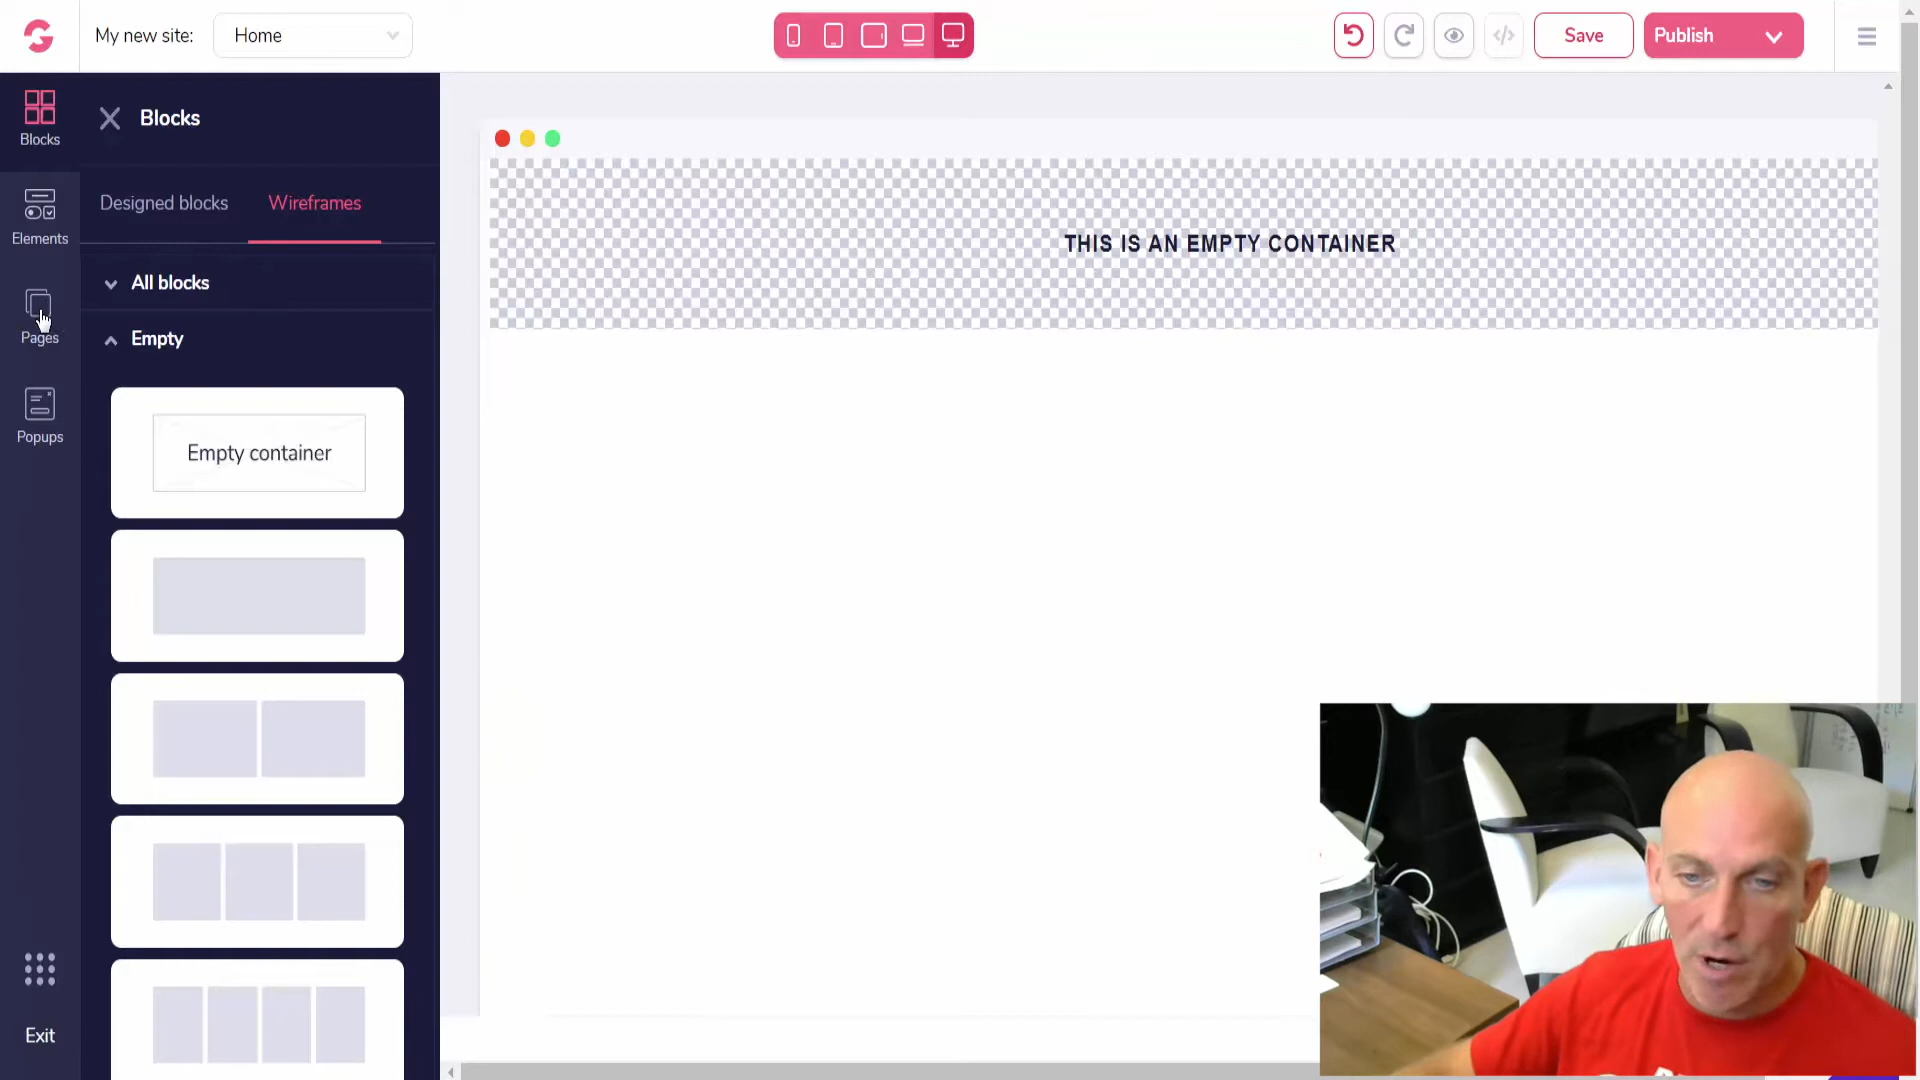 My new site:
Home
Save
Publish
Blocks
Blocks
Designed blocks
Wireframes
Elements
All blocks
Pages
Empty
Popups
Empty container
THIS IS AN EMPTY CONTAINER
Exit